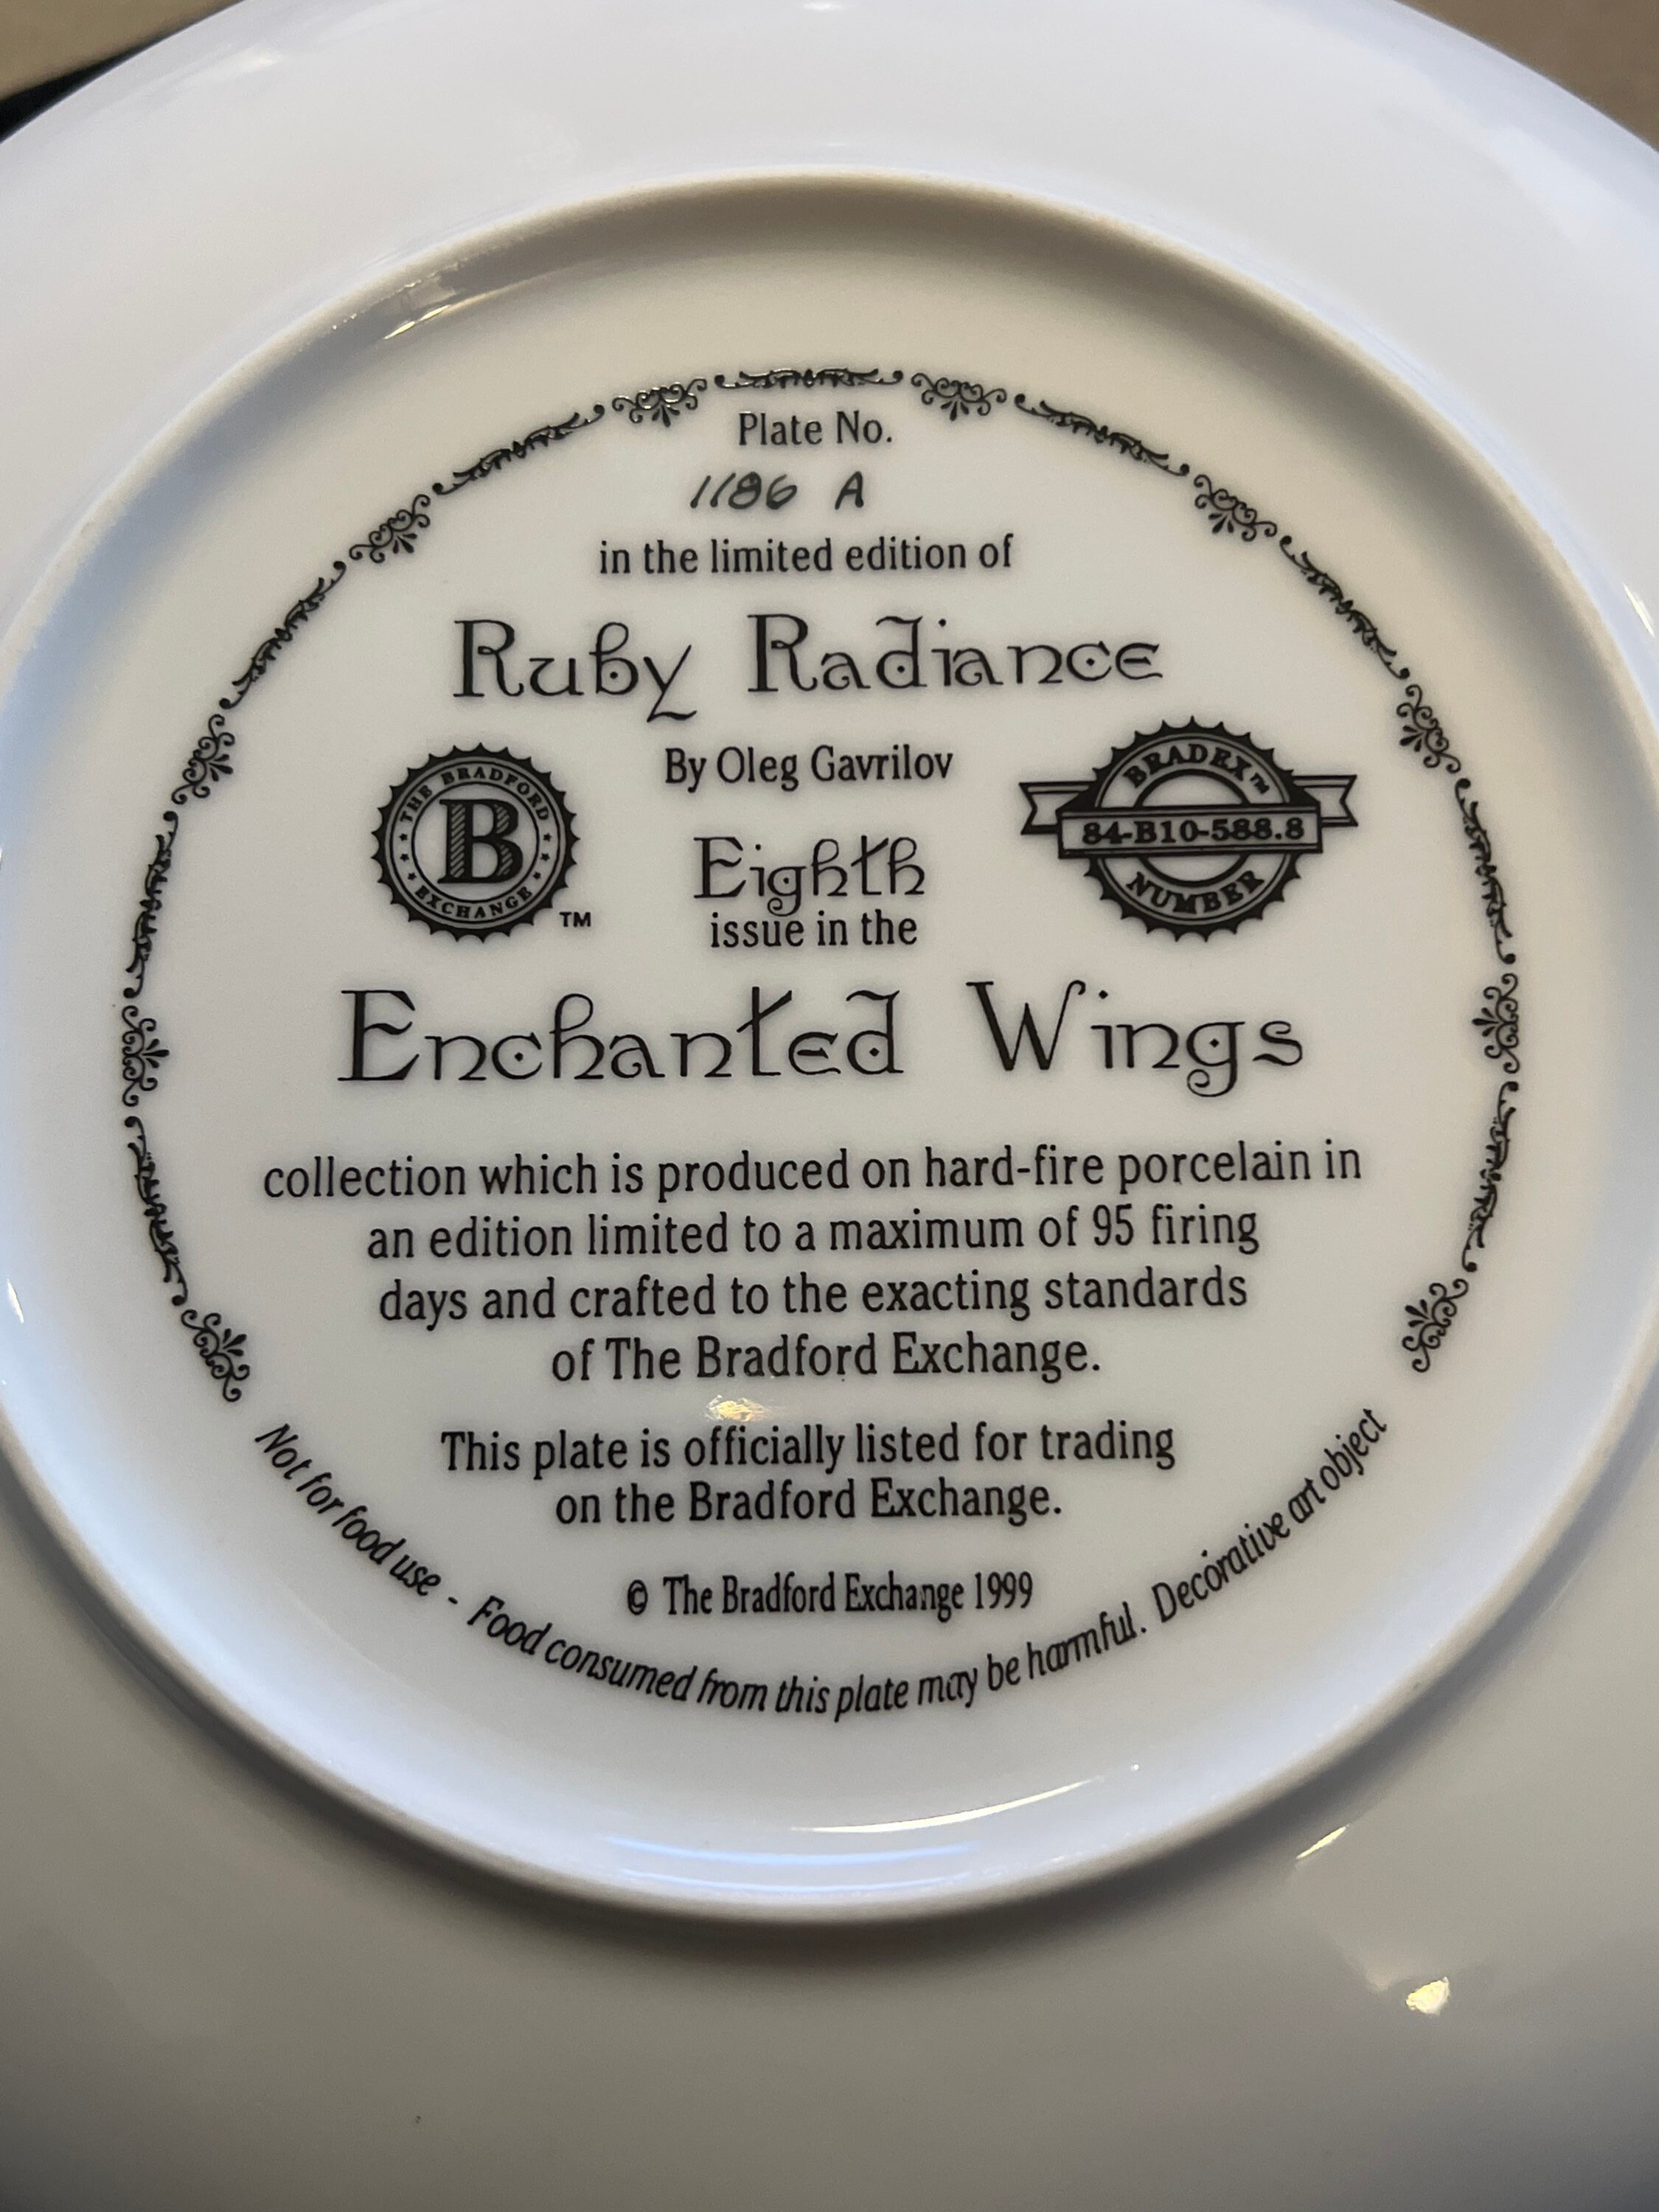 Plate No.
1186 A
in the limited edition of
Ruby Radiance
By Oleg Gavrilov
THE BRADFORD
B
EXCHANGE
TM
BRADEX™
84-B10-588.8
NUMBER
Eighth
issue in the
Enchanted Wings
collection which is produced on hard-fire porcelain in
an edition limited to a maximum of 95 firing
days and crafted to the exacting standards
of The Bradford Exchange.
This plate is officially listed for trading
on the Bradford Exchange.
© The Bradford Exchange 1999
Not for food use - Food consumed from this plate may be harmful. Decorative art object